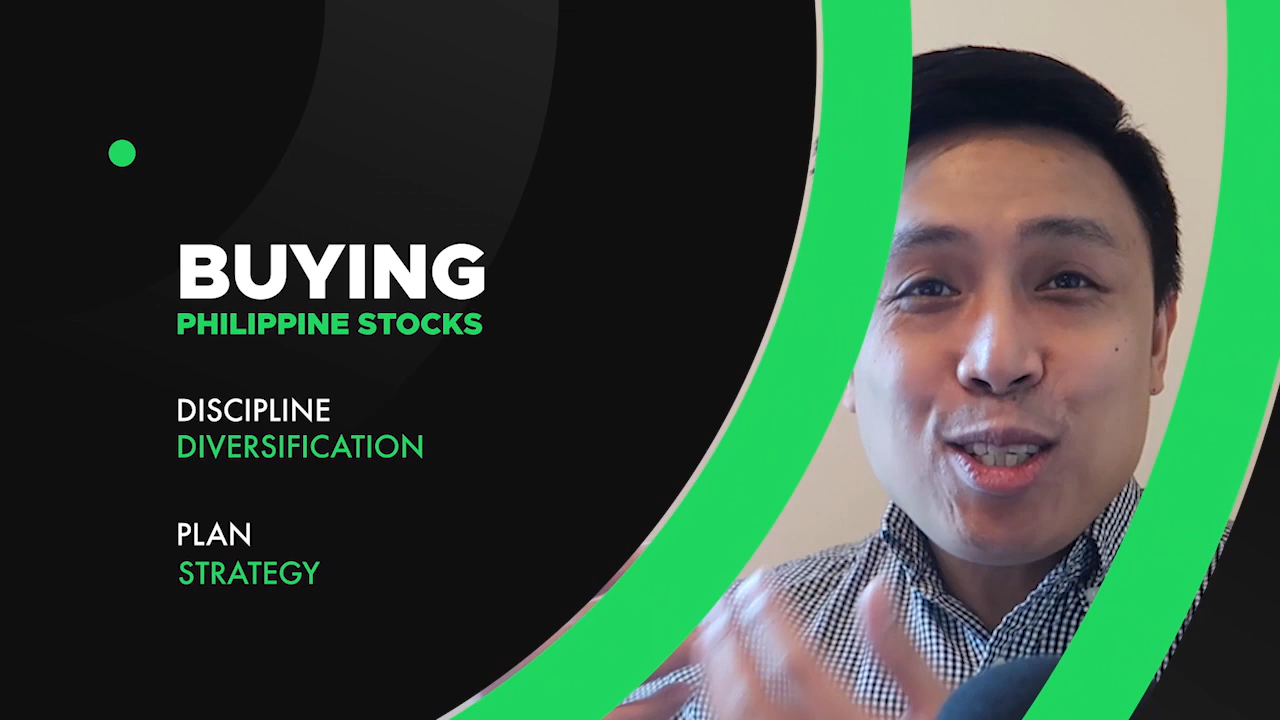 BUYING
PHILIPPINE STOCKS
DISCIPLINE
DIVERSIFICATION
PLAN
STRATEGY